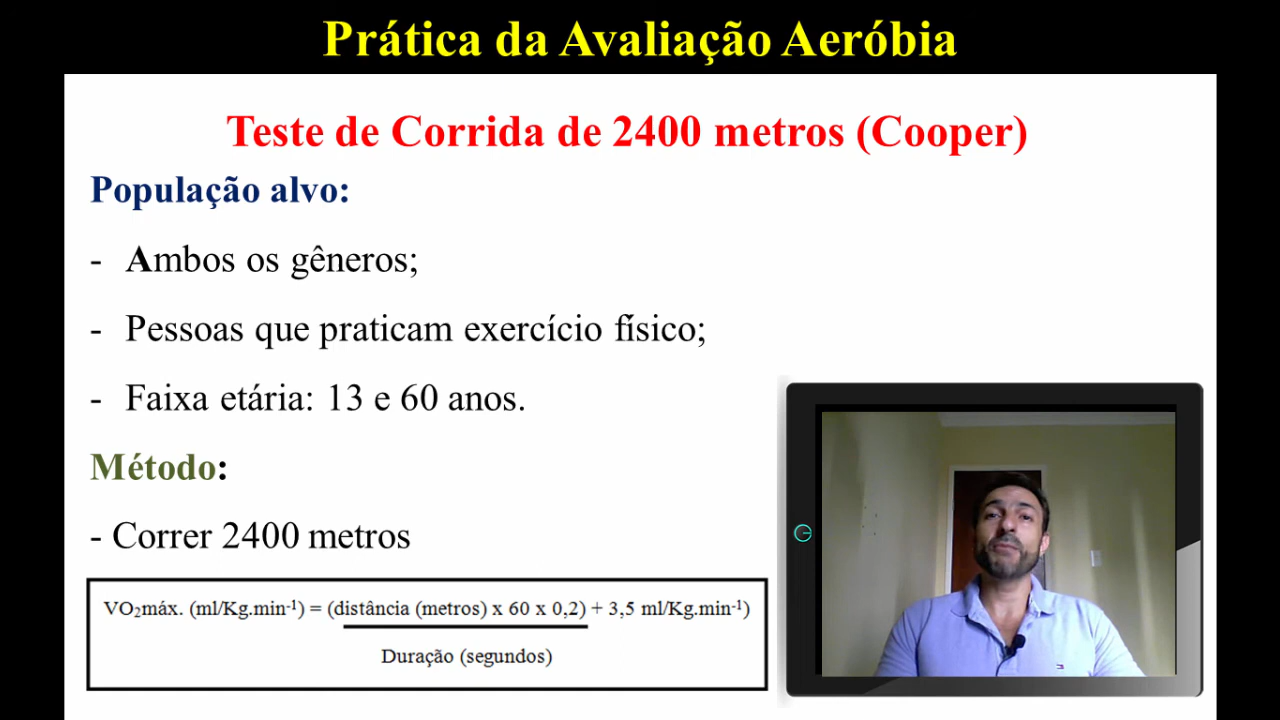 Prática da Avaliação Aeróbia
Teste de Corrida de 2400 metros (Cooper)
População alvo:
- Ambos os gêneros;
- Pessoas que praticam exercício físico;
- Faixa etária: 13 e 60 anos.
Método:
- Correr 2400 metros
VO₂máx. (ml/Kg.min⁻¹) = (distância (metros) x 60 x 0,2) + 3,5 ml/Kg.min⁻¹)
Duração (segundos)